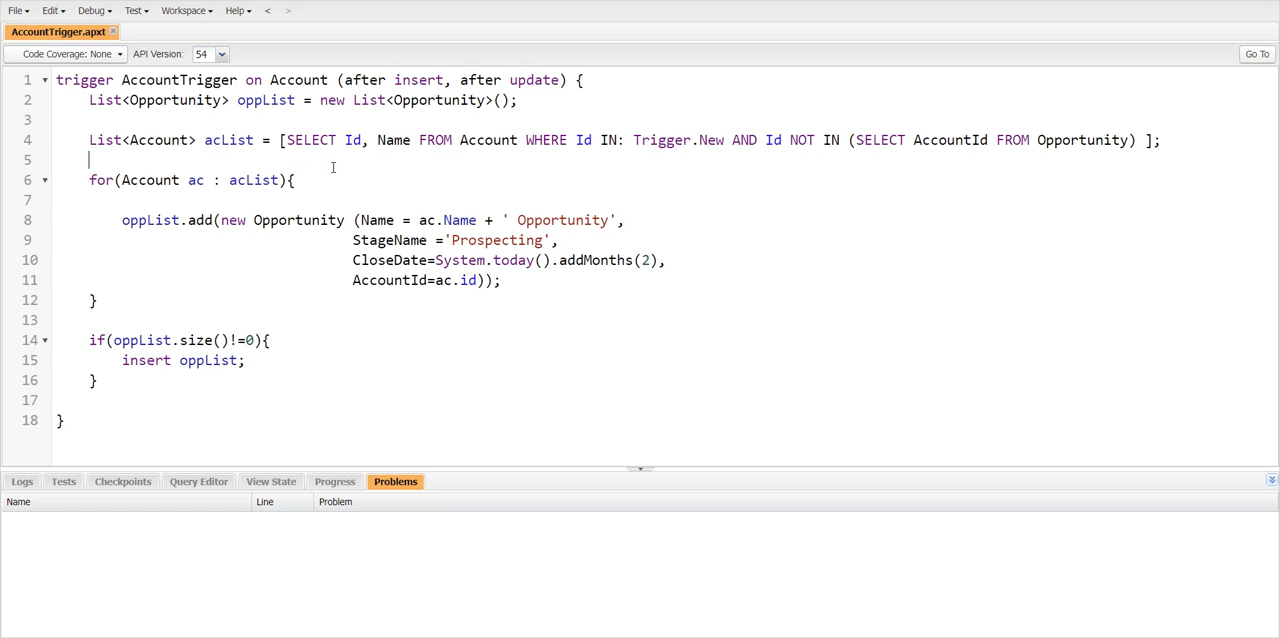 File Edit Debug Test Workspace Help < >
AccountTrigger.apxt
Code Coverage: None API Version: 54 Go To
1 trigger AccountTrigger on Account (after insert, after update) {
2 List<Opportunity> oppList = new List<Opportunity>();
3
4 List<Account> acList = [SELECT Id, Name FROM Account WHERE Id IN: Trigger.New AND Id NOT IN (SELECT AccountId FROM Opportunity) ];
5
6 for(Account ac : acList){
7
8 oppList.add(new Opportunity (Name = ac.Name + ' Opportunity',
9 StageName ='Prospecting',
10 CloseDate=System.today().addMonths(2),
11 AccountId=ac.id));
12 }
13
14 if(oppList.size()!=0){
15 insert oppList;
16 }
17
18 }
Logs Tests Checkpoints Query Editor View State Progress Problems
Name Line Problem